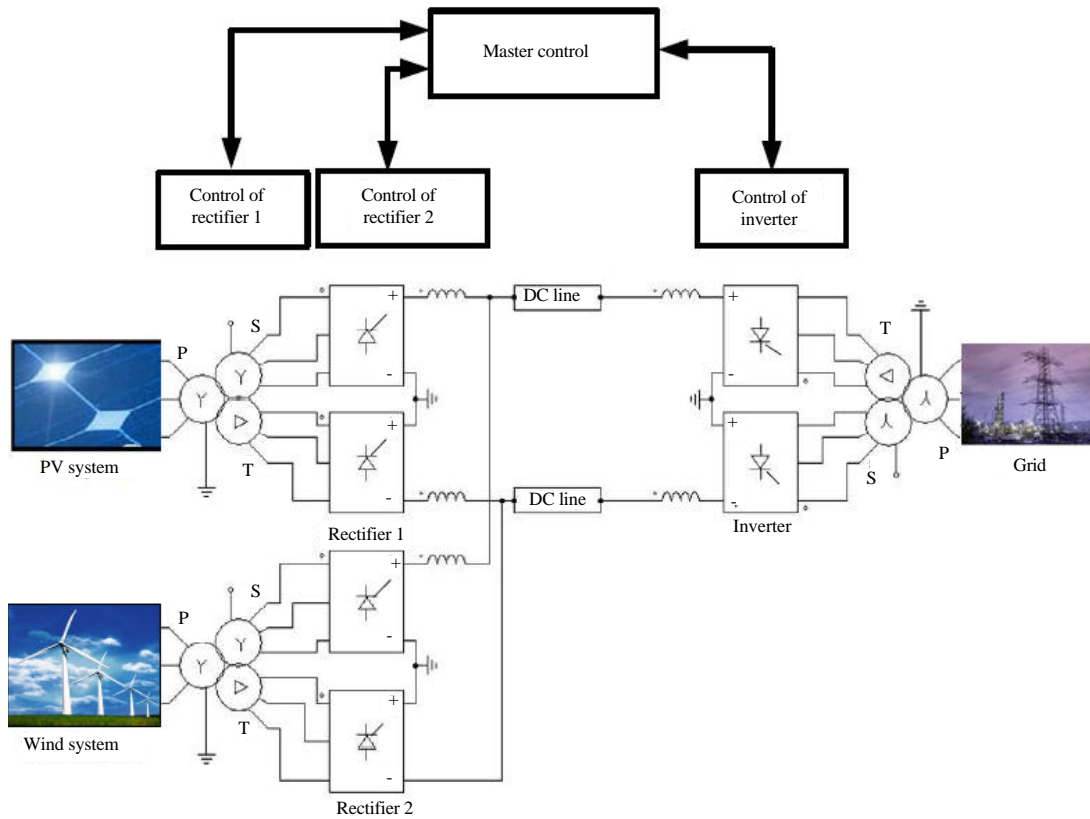 Master control
Control of
rectifier 1
Control of
rectifier 2
Control of
inverter
DC line
S
+
+
T
P
-
-
PV system
T
+
+
P
Grid
S
-
DC line
-
Inverter
Rectifier 1
S
+
P
-
T
+
Wind system
-
Rectifier 2